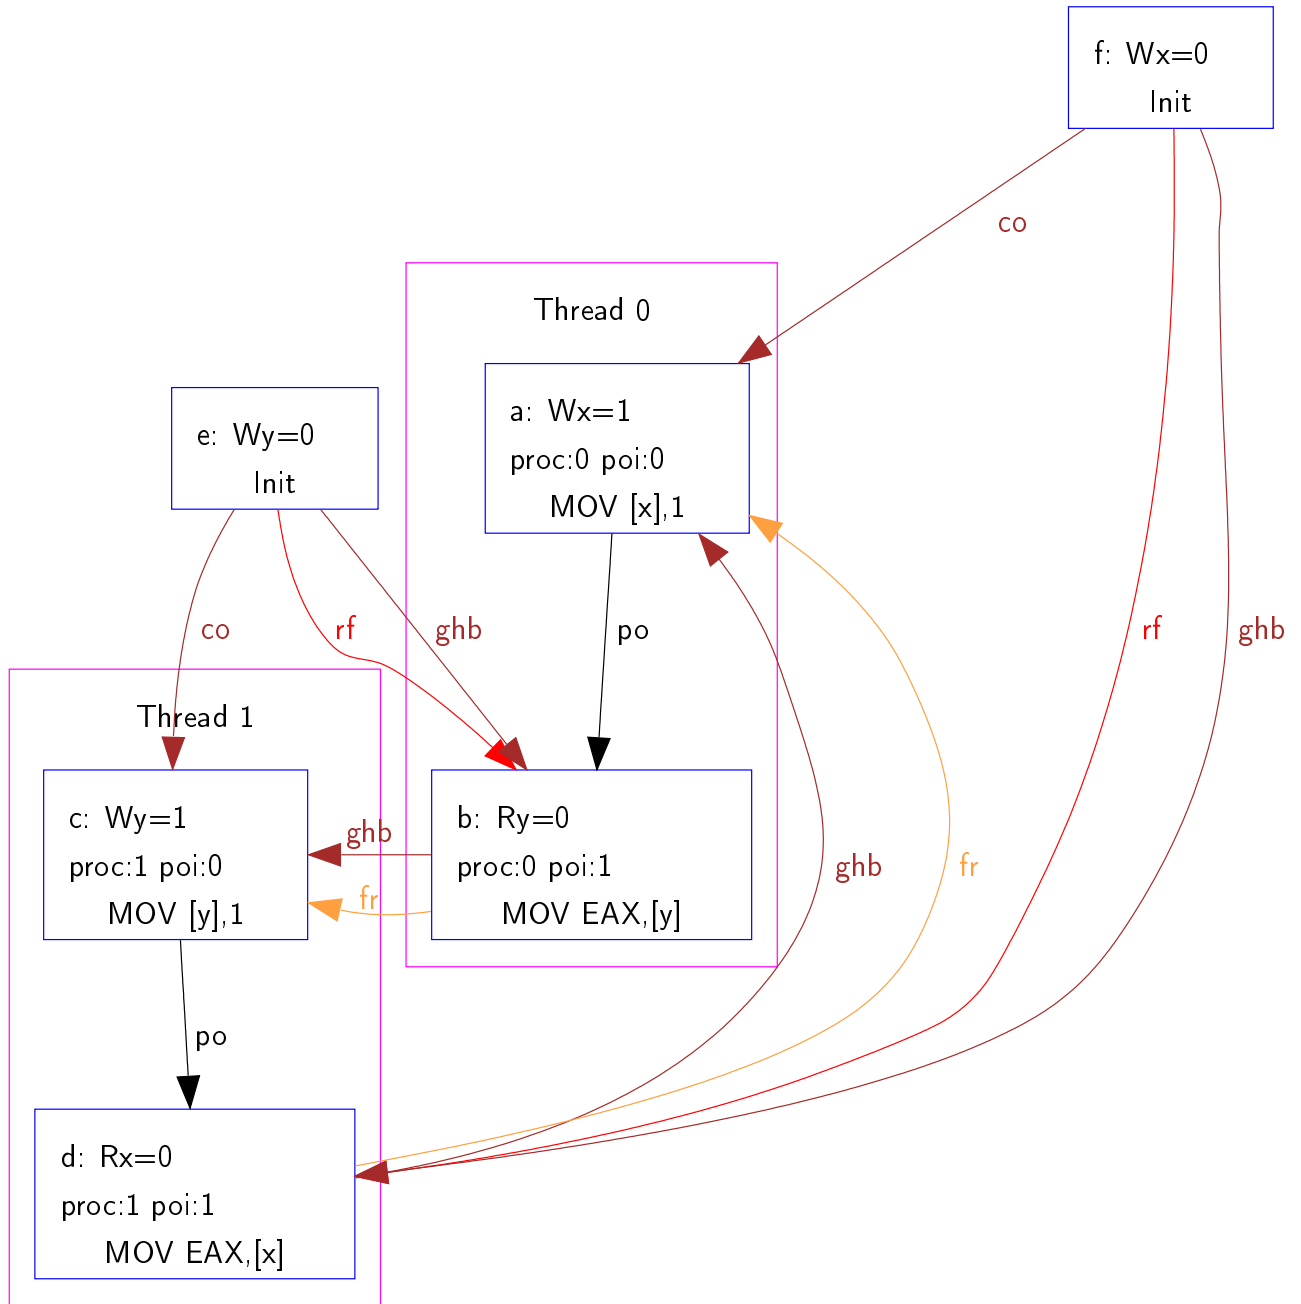 f: Wx=0
Init
co
Thread 0
a: Wx=1
proc:0 poi:0
MOV [x],1
e: Wy=0
Init
co
rf
ghb
po
rf
ghb
Thread 1
c: Wy=1
proc:1 poi:0
MOV [y],1
ghb
fr
b: Ry=0
proc:0 poi:1
MOV EAX,[y]
ghb
fr
po
d: Rx=0
proc:1 poi:1
MOV EAX,[x]